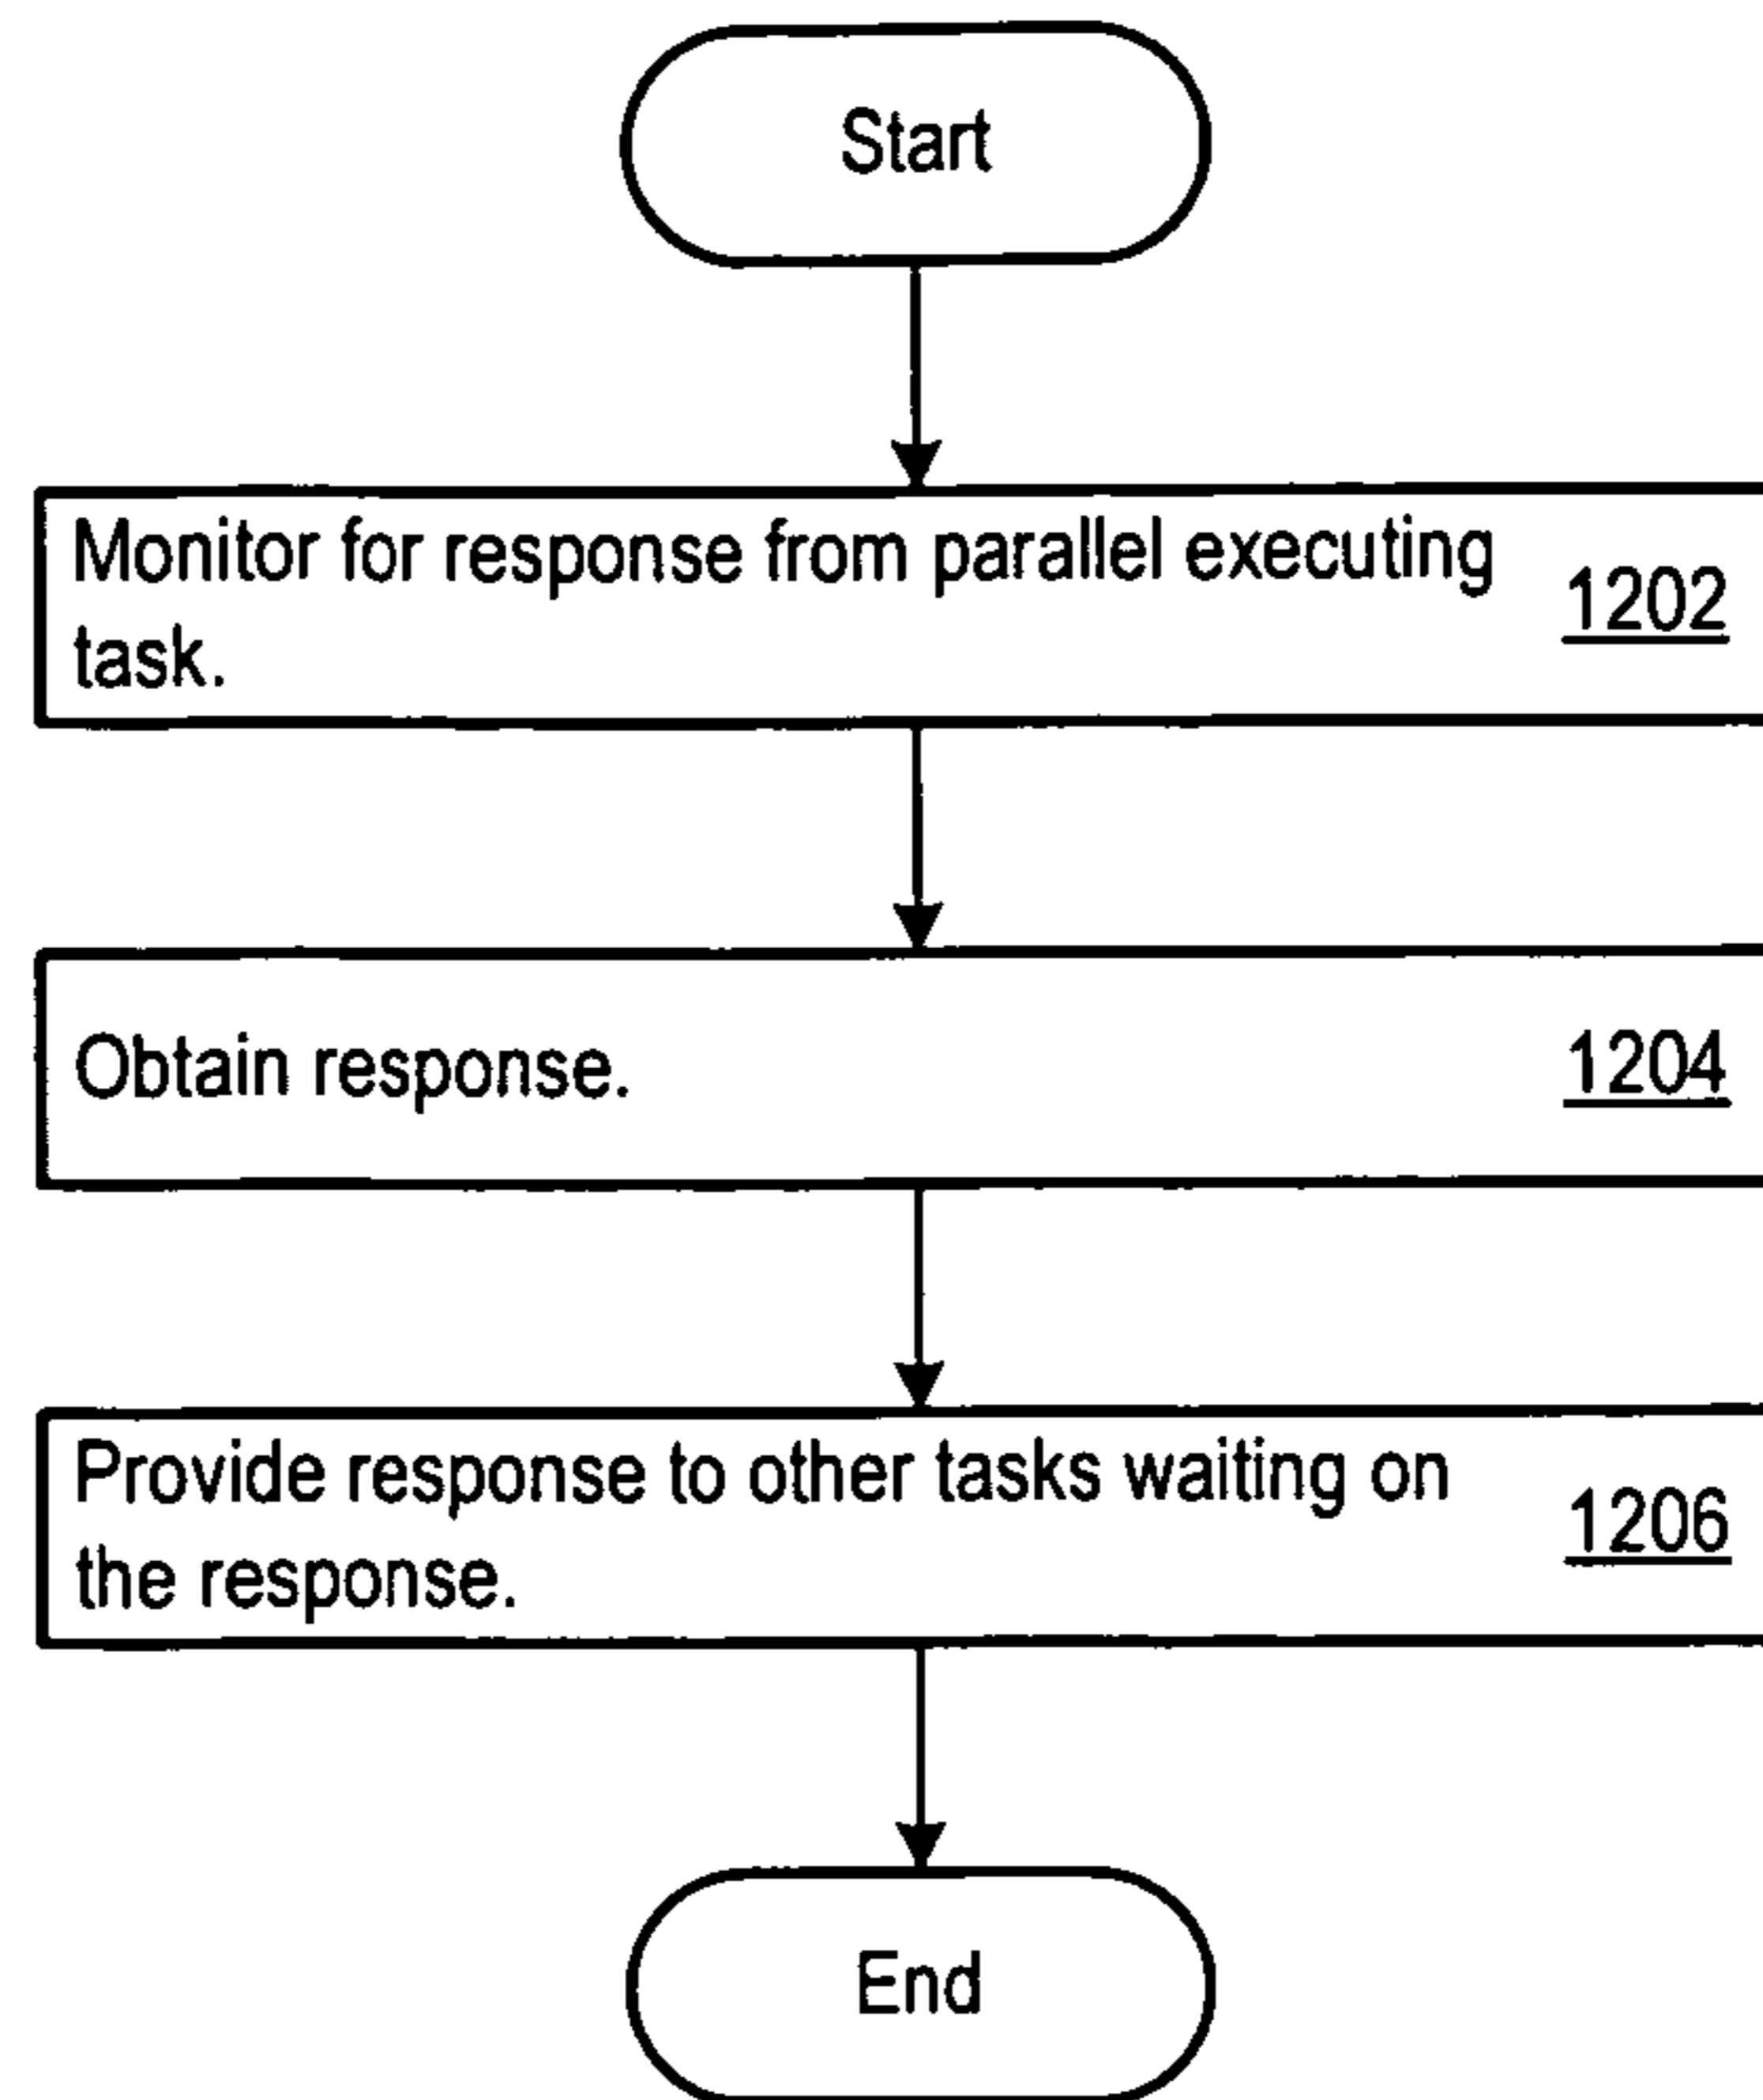 Start
Monitor for response from parallel executing
task.
1202
Obtain response.
1204
Provide response to other tasks waiting on
the response.
1206
End